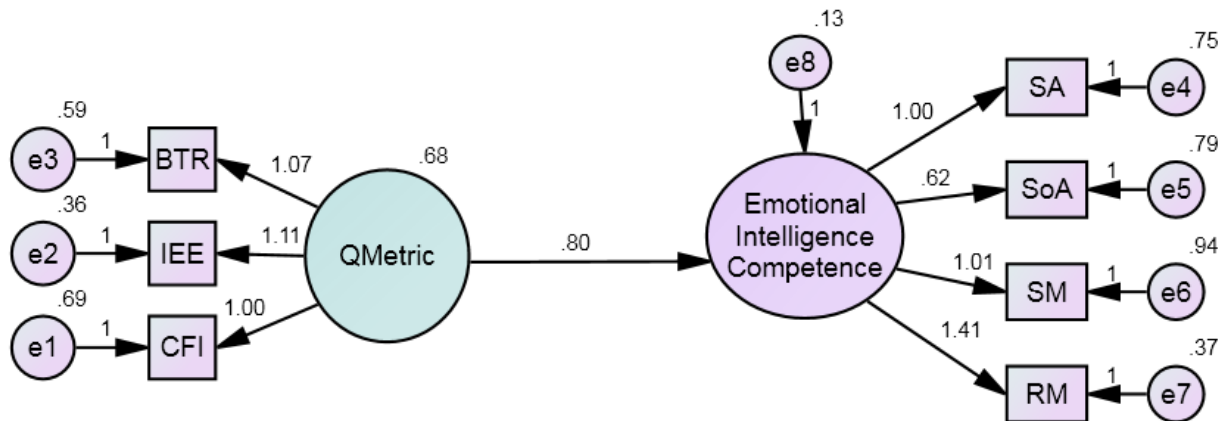 .13
e8
1
.75
SA
1
e4
1.00
.59
e3
1
BTR
1.07
.68
.79
.62
SoA
1
e5
.36
e2
1
IEE
1.11
QMetric
.80
Emotional
Intelligence
Competence
.94
1.01
SM
1
e6
.69
e1
1
CFI
1.00
1.41
.37
RM
1
e7